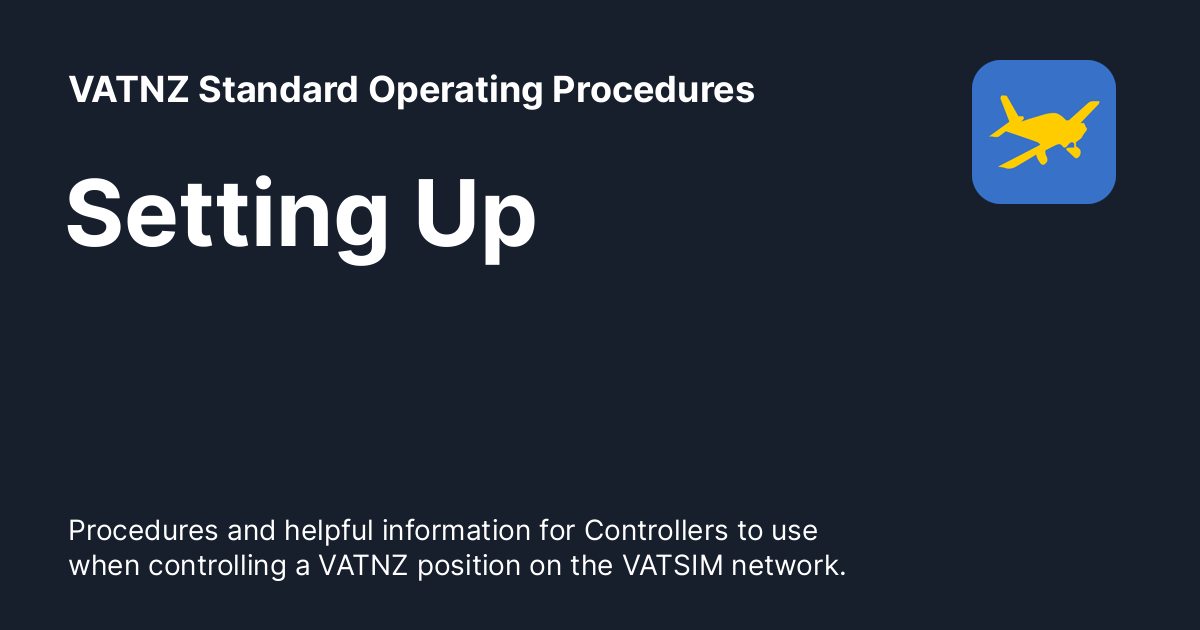 VATNZ Standard Operating Procedures
Setting Up
Procedures and helpful information for Controllers to use
when controlling a VATNZ position on the VATSIM network.